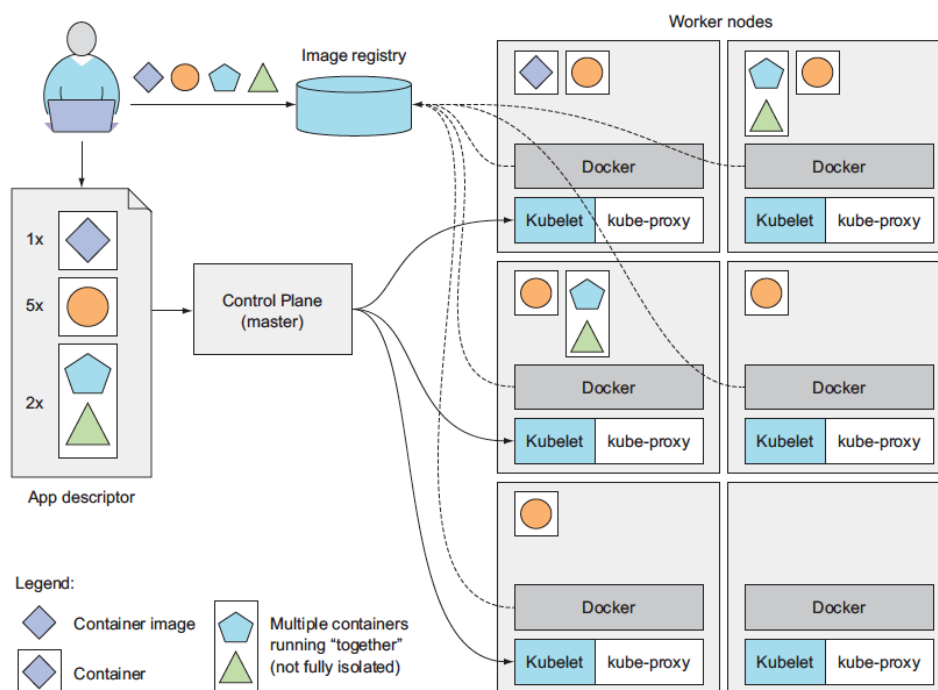 Worker nodes
Image registry
Docker
Kubelet kube-proxy
Docker
Kubelet kube-proxy
1x
5x
2x
App descriptor
Control Plane
(master)
Docker
Kubelet kube-proxy
Docker
Kubelet kube-proxy
Docker
Kubelet kube-proxy
Docker
Kubelet kube-proxy
Legend:
Container image
Container
Multiple containers
running “together”
(not fully isolated)